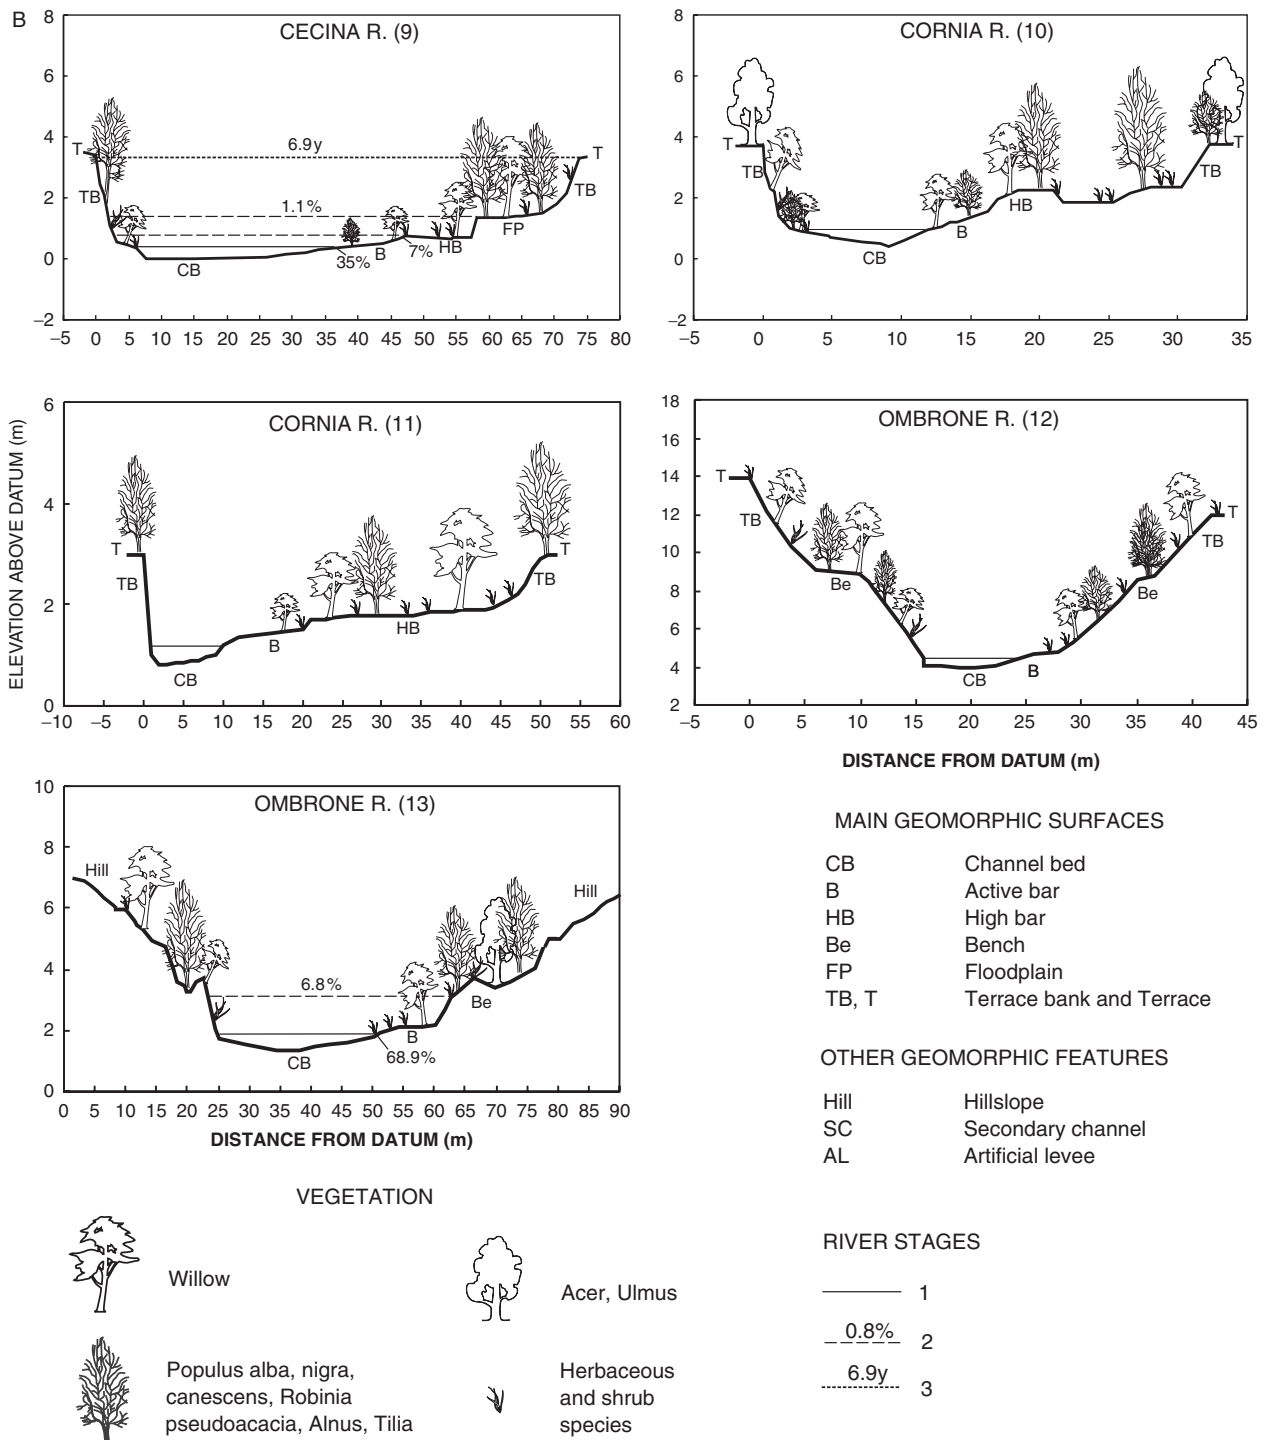 B
CECINA R. (9)
8
6
4
2
0
−2
T
6.9y
T
TB
TB
1.1%
FP
HB
7%
B
35%
CB
−5 0 5 10 15 20 25 30 35 40 45 50 55 60 65 70 75 80
CORNIA R. (10)
8
6
4
2
0
−2
T
T
TB
TB
HB
B
CB
−5 0 5 10 15 20 25 30 35
ELEVATION ABOVE DATUM (m)
CORNIA R. (11)
6
4
2
0
T
T
TB
TB
HB
B
CB
−10 −5 0 5 10 15 20 25 30 35 40 45 50 55 60
OMBRONE R. (12)
18
16
14
12
10
8
6
4
2
T
T
TB
TB
Be
Be
CB
B
−5 0 5 10 15 20 25 30 35 40 45
DISTANCE FROM DATUM (m)
OMBRONE R. (13)
10
8
6
4
2
0
Hill
Hill
6.8%
Be
B
68.9%
CB
0 5 10 15 20 25 30 35 40 45 50 55 60 65 70 75 80 85 90
DISTANCE FROM DATUM (m)
MAIN GEOMORPHIC SURFACES
CB Channel bed
B Active bar
HB High bar
Be Bench
FP Floodplain
TB, T Terrace bank and Terrace
OTHER GEOMORPHIC FEATURES
Hill Hillslope
SC Secondary channel
AL Artificial levee
VEGETATION
Willow
Acer, Ulmus
Populus alba, nigra,
canescens, Robinia
pseudoacacia, Alnus, Tilia
Herbaceous
and shrub
species
RIVER STAGES
1
0.8% 2
6.9y 3